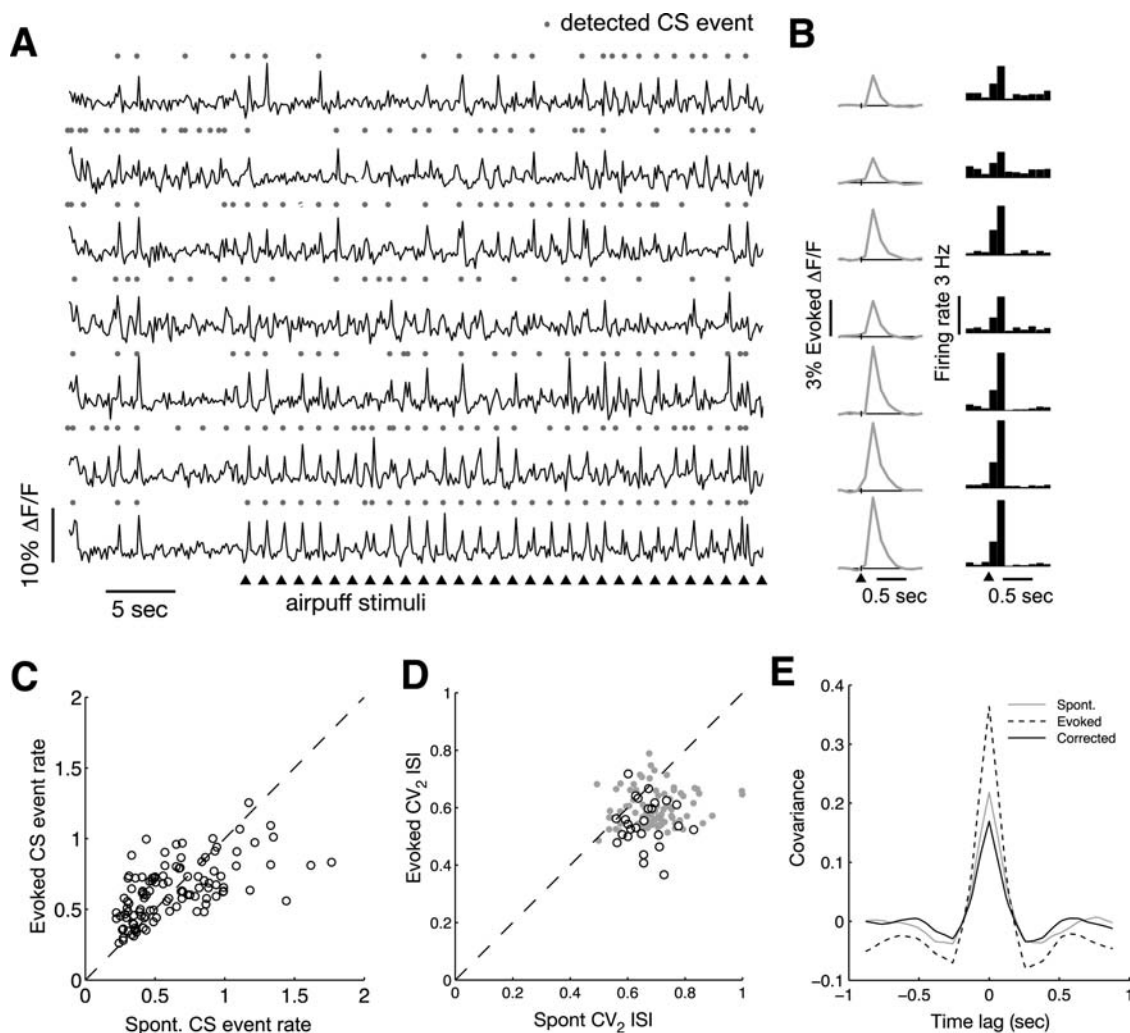 A
detected CS event
B
10% ΔF/F
5 sec
airpuff stimuli
3% Evoked ΔF/F
Firing rate 3 Hz
0.5 sec
0.5 sec
C
2
1.5
1
0.5
0
Evoked CS event rate
0
0.5
1
1.5
2
Spont. CS event rate
D
1
0.8
0.6
0.4
0.2
0
Evoked CV2 ISI
0
0.2
0.4
0.6
0.8
1
Spont CV2 ISI
E
0.4
0.3
0.2
0.1
0
−0.1
Covariance
Spont.
Evoked
Corrected
−1
−0.5
0
0.5
1
Time lag (sec)